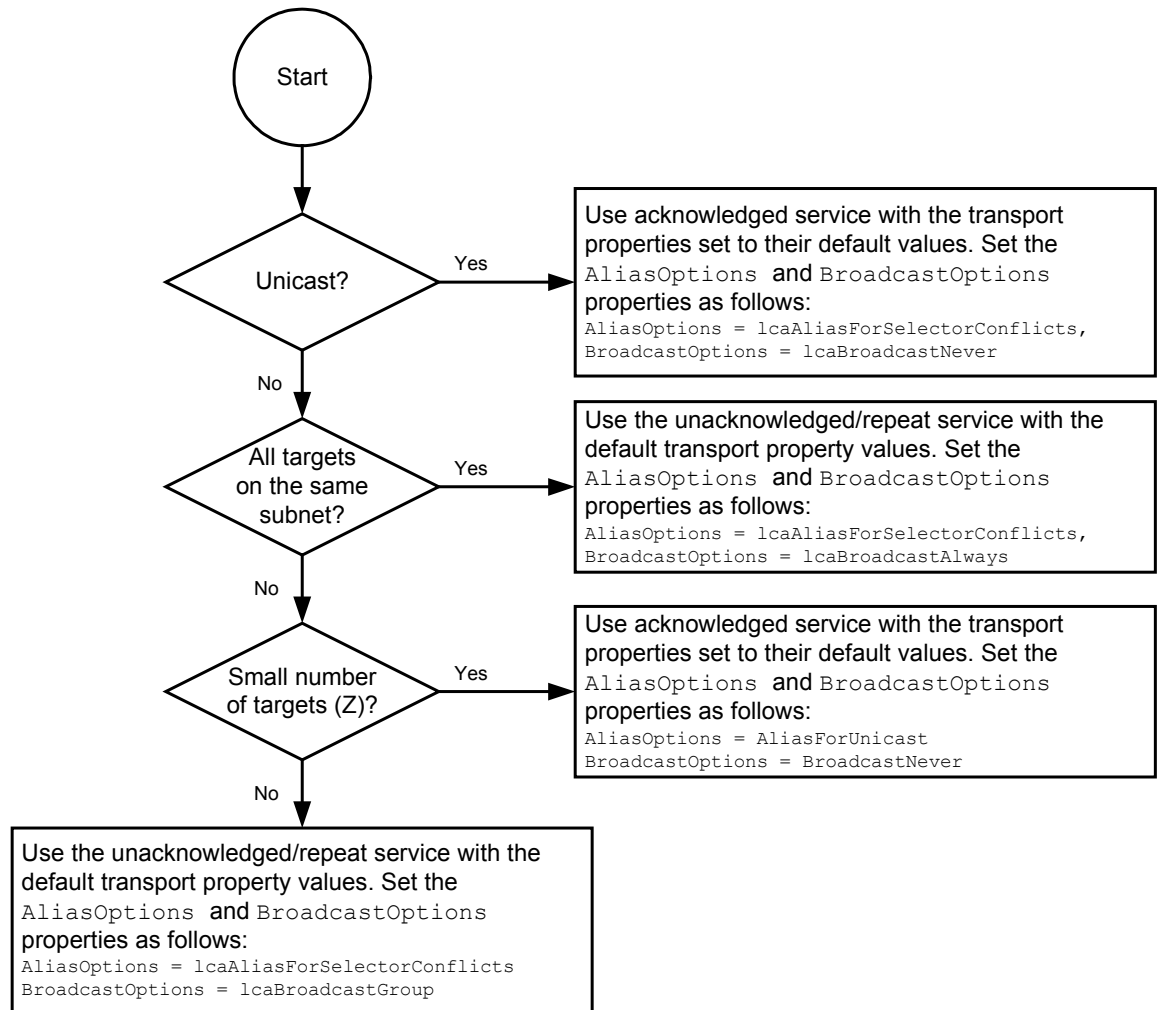 Start
Unicast?
Yes
Use acknowledged service with the transport
properties set to their default values. Set the
AliasOptions and BroadcastOptions
properties as follows:
AliasOptions = lcaAliasForSelectorConflicts,
BroadcastOptions = lcaBroadcastNever
No
All targets
on the same
subnet?
Yes
Use the unacknowledged/repeat service with the
default transport property values. Set the
AliasOptions and BroadcastOptions
properties as follows:
AliasOptions = lcaAliasForSelectorConflicts,
BroadcastOptions = lcaBroadcastAlways
No
Small number
of targets (Z)?
Yes
Use acknowledged service with the transport
properties set to their default values. Set the
AliasOptions and BroadcastOptions
properties as follows:
AliasOptions = AliasForUnicast
BroadcastOptions = BroadcastNever
No
Use the unacknowledged/repeat service with the
default transport property values. Set the
AliasOptions and BroadcastOptions
properties as follows:
AliasOptions = lcaAliasForSelectorConflicts
BroadcastOptions = lcaBroadcastGroup